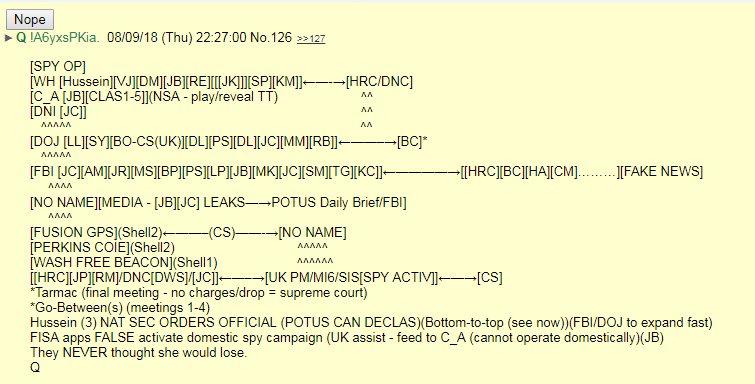 Nope
► Q !A6yxsPKia. 08/09/18 (Thu) 22:27:00 No.126 >>127
[SPY OP]
[WH [Hussein][VJ][DM][JB][RE][[[JK]]][SP][KM]]←—-→[HRC/DNC]
[C_A [JB][CLAS1-5]](NSA - play/reveal TT) ^^
[DNI [JC]] ^^
^^^^^ ^^
[DOJ [LL][SY][BO-CS(UK)][DL][PS][DL][JC][MM][RB]]←——–→[BC]*
^^^^^
[FBI [JC][AM][JR][MS][BP][PS][LP][JB][MK][JC][SM][TG][KC]]←————→[[HRC][BC][HA][CM]………][FAKE NEWS]
^^^^
[NO NAME][MEDIA - [JB][JC] LEAKS—→POTUS Daily Brief/FBI]
^^^^
[FUSION GPS](Shell2)←——–(CS)——-→[NO NAME]
[PERKINS COIE](Shell2) ^^^^^
[WASH FREE BEACON](Shell1) ^^^^^^
[[HRC][JP][RM]/DNC[DWS]/[JC]]←—–→[UK PM/MI6/SIS[SPY ACTIV]]←—→[CS]
*Tarmac (final meeting - no charges/drop = supreme court)
*Go-Between(s) (meetings 1-4)
Hussein (3) NAT SEC ORDERS OFFICIAL (POTUS CAN DECLAS)(Bottom-to-top (see now))(FBI/DOJ to expand fast)
FISA apps FALSE activate domestic spy campaign (UK assist - feed to C_A (cannot operate domestically)(JB)
They NEVER thought she would lose.
Q